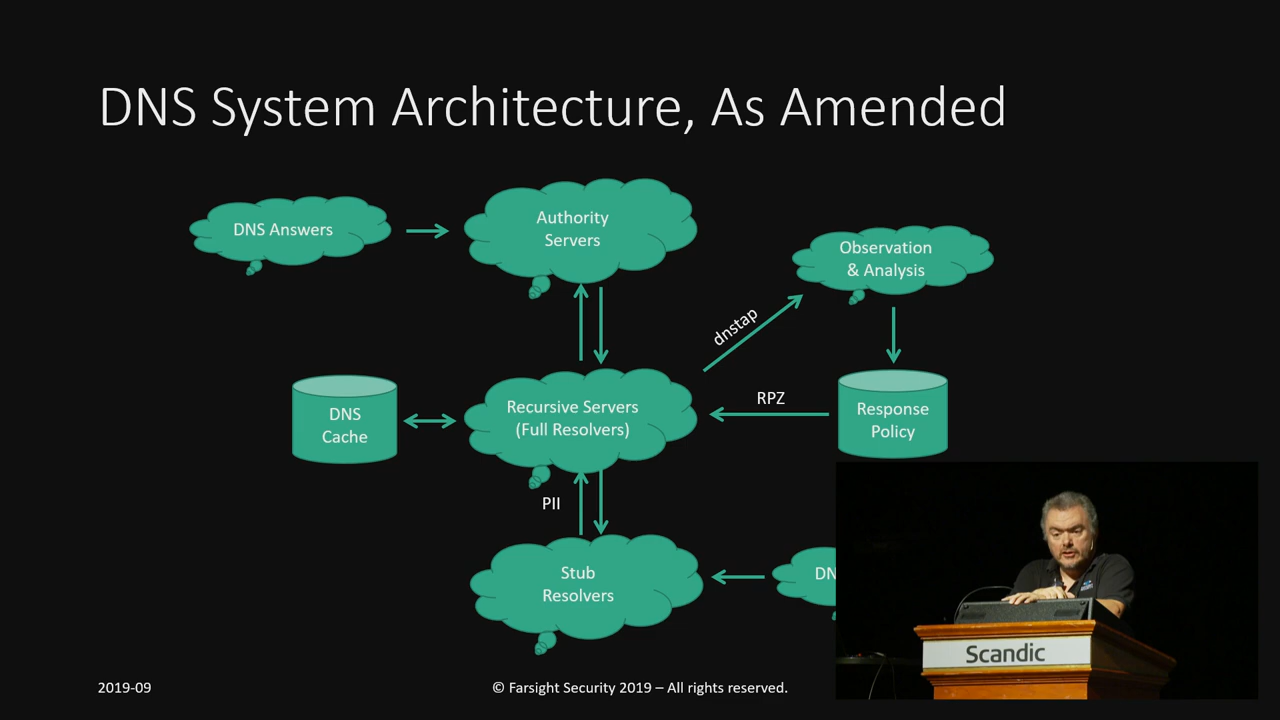 DNS System Architecture, As Amended
DNS Answers
Authority
Servers
Observation
& Analysis
dnstap
DNS
Cache
Recursive Servers
(Full Resolvers)
RPZ
Response
Policy
PII
Stub
Resolvers
Scandic
2019-09
© Farsight Security 2019 – All rights reserved.